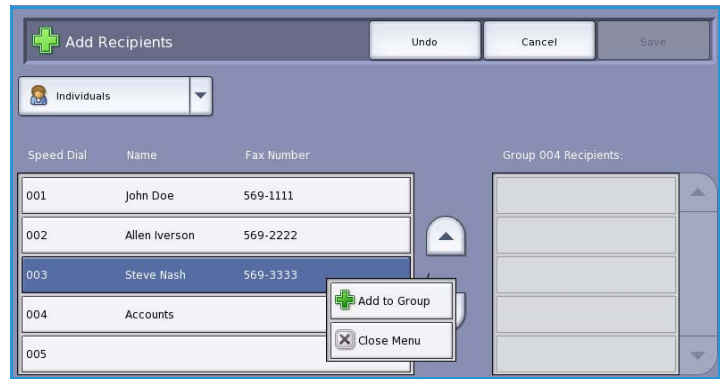 Add Recipients
Undo
Cancel
Save
Individuals
Speed Dial Name Fax Number
Group 004 Recipients:
001 John Doe 569-1111
002 Allen Iverson 569-2222
003 Steve Nash 569-3333
Add to Group
004 Accounts
Close Menu
005